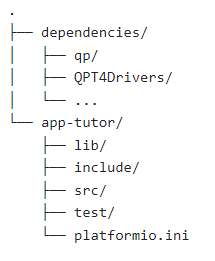 .
├── dependencies/
│   ├── qp/
│   ├── QPT4Drivers/
│   └── ...
└── app-tutor/
    ├── lib/
    ├── include/
    ├── src/
    ├── test/
    └── platformio.ini